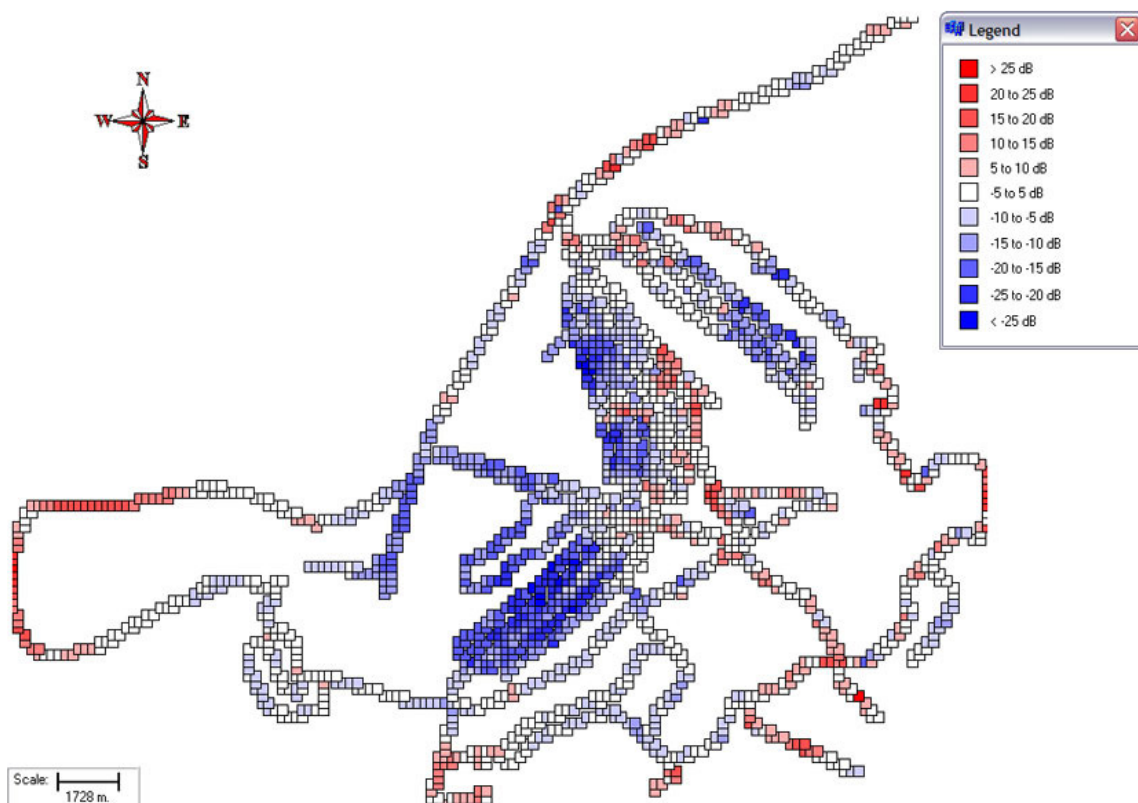 N
W E
S
Legend
> 25 dB
20 to 25 dB
15 to 20 dB
10 to 15 dB
5 to 10 dB
-5 to 5 dB
-10 to -5 dB
-15 to -10 dB
-20 to -15 dB
-25 to -20 dB
< -25 dB
Scale:
1728 m.